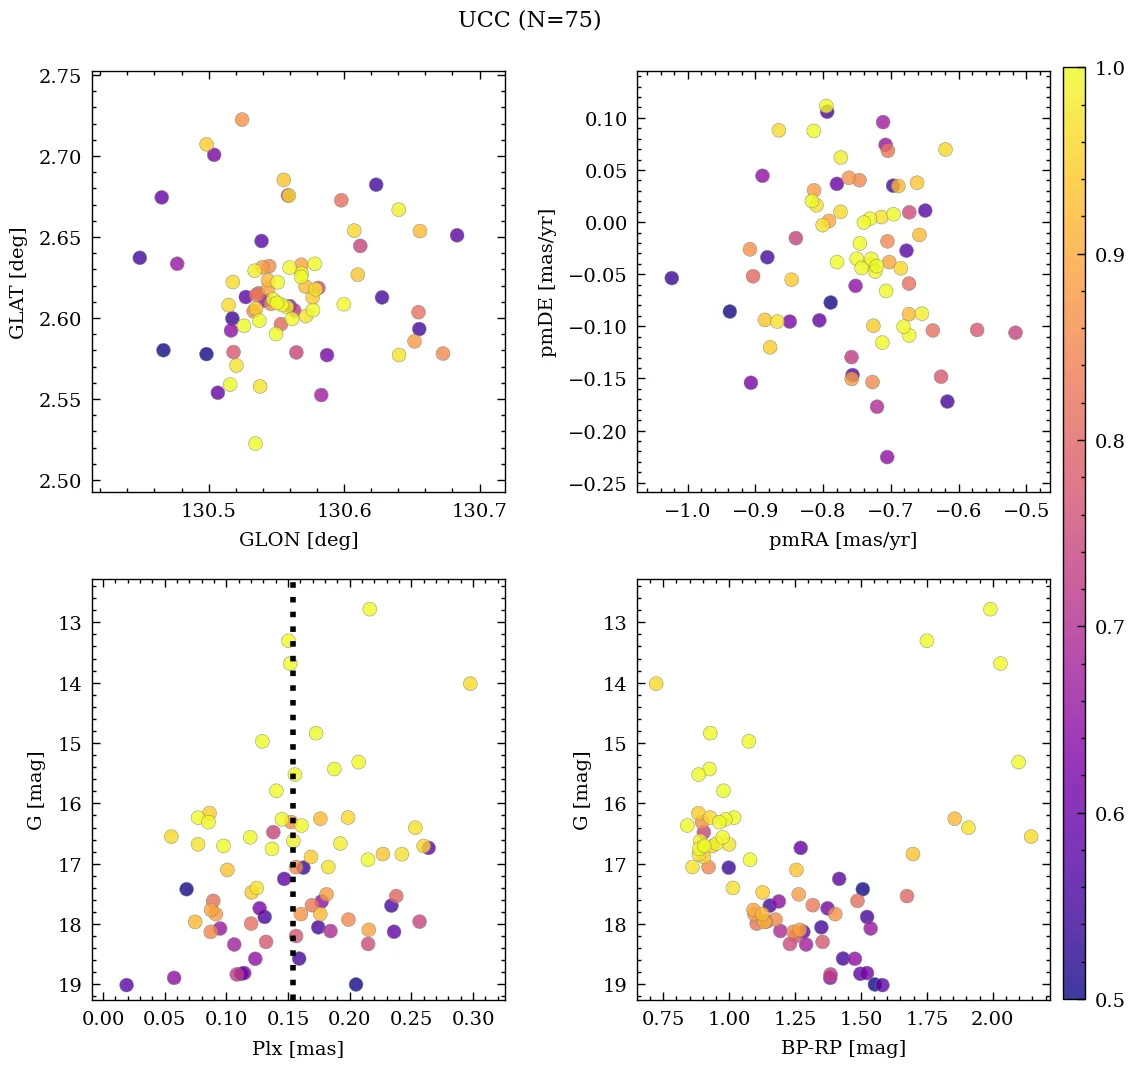 UCC (N=75)
2.75
2.70
2.65
2.60
2.55
2.50
GLAT [deg]
130.5 130.6 130.7
GLON [deg]
0.10
0.05
0.00
−0.05
−0.10
−0.15
−0.20
−0.25
pmDE [mas/yr]
−1.0 −0.9 −0.8 −0.7 −0.6 −0.5
pmRA [mas/yr]
13
14
15
16
17
18
19
G [mag]
0.00 0.05 0.10 0.15 0.20 0.25 0.30
Plx [mas]
13
14
15
16
17
18
19
G [mag]
0.75 1.00 1.25 1.50 1.75 2.00
BP-RP [mag]
1.0
0.9
0.8
0.7
0.6
0.5